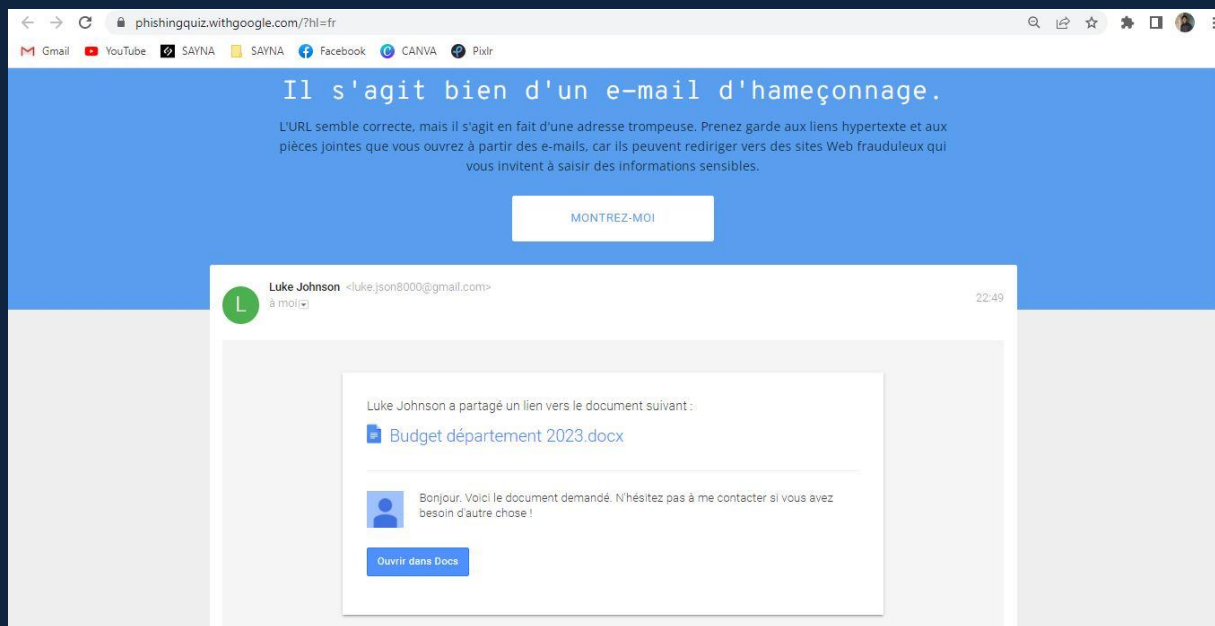 phishingquiz.withgoogle.com/?hl=fr
Gmail YouTube SAYNA SAYNA Facebook CANVA Pixlr
Il s'agit bien d'un e-mail d'hameçonnage.
L'URL semble correcte, mais il s'agit en fait d'une adresse trompeuse. Prenez garde aux liens hypertexte et aux
pièces jointes que vous ouvrez à partir des e-mails, car ils peuvent rediriger vers des sites Web frauduleux qui
vous invitent à saisir des informations sensibles.
MONTREZ-MOI
L
Luke Johnson <luke.json8000@gmail.com>
22:49
à moi
Luke Johnson a partagé un lien vers le document suivant :
Budget département 2023.docx
Bonjour. Voici le document demandé. N'hésitez pas à me contacter si vous avez
besoin d'autre chose !
Ouvrir dans Docs